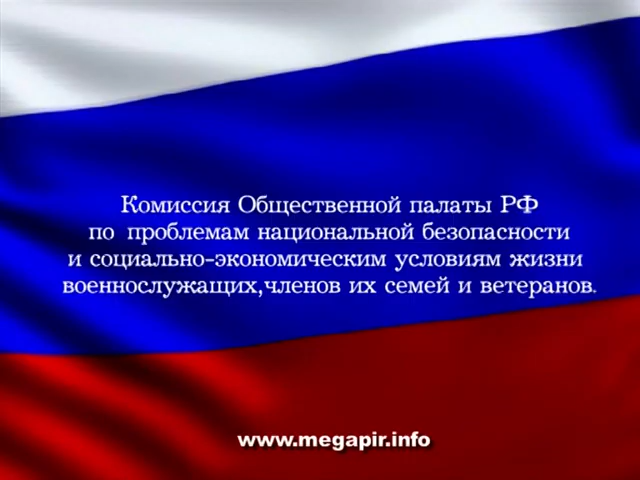 Комиссия Общественной палаты РФ
по проблемам национальной безопасности
и социально-экономическим условиям жизни
военнослужащих,членов их семей и ветеранов.
www.megapir.info